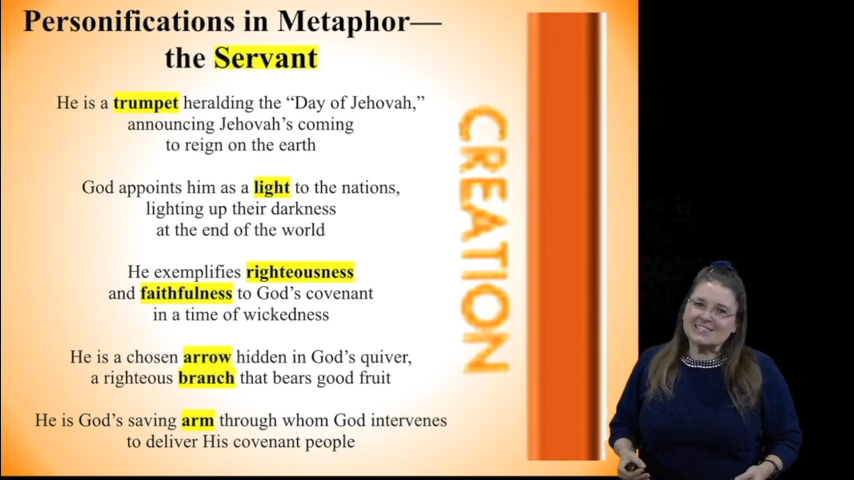 Personifications in Metaphor—
the Servant
He is a trumpet heralding the “Day of Jehovah,”
announcing Jehovah’s coming
to reign on the earth
God appoints him as a light to the nations,
lighting up their darkness
at the end of the world
He exemplifies righteousness
and faithfulness to God’s covenant
in a time of wickedness
He is a chosen arrow hidden in God’s quiver,
a righteous branch that bears good fruit
He is God’s saving arm through whom God intervenes
to deliver His covenant people
CREATION